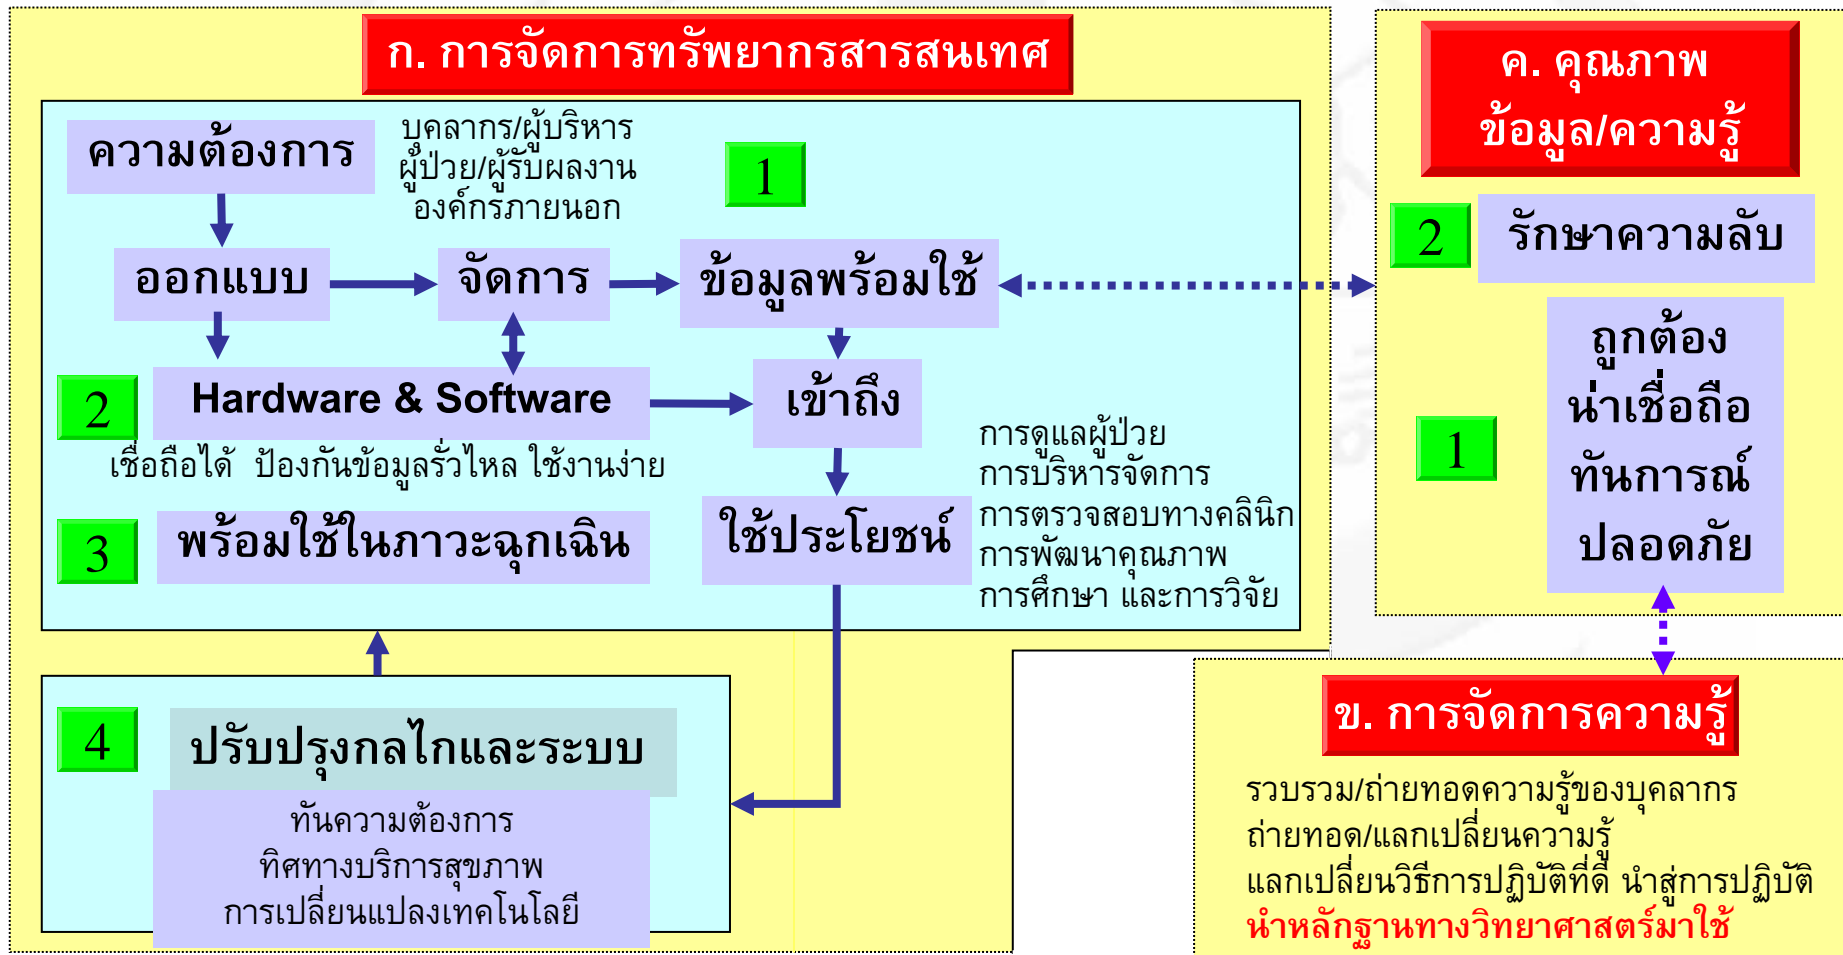 ก. การจัดการทรัพยากรสารสนเทศ
ความต้องการ
บุคลากร/ผู้บริหาร
ผู้ป่วย/ผู้รับผลงาน
องค์กรภายนอก
1
ออกแบบ
จัดการ
ข้อมูลพร้อมใช้
2
Hardware & Software
เข้าถึง
เชื่อถือได้ ป้องกันข้อมูลรั่วไหล ใช้งานง่าย
3
พร้อมใช้ในภาวะฉุกเฉิน
ใช้ประโยชน์
การดูแลผู้ป่วย
การบริหารจัดการ
การตรวจสอบทางคลินิก
การพัฒนาคุณภาพ
การศึกษา และการวิจัย
4
ปรับปรุงกลไกและระบบ
ทันความต้องการ
ทิศทางบริการสุขภาพ
การเปลี่ยนแปลงเทคโนโลยี
ค. คุณภาพ
ข้อมูล/ความรู้
2
รักษาความลับ
1
ถูกต้อง
น่าเชื่อถือ
ทันการณ์
ปลอดภัย
ข. การจัดการความรู้
รวบรวม/ถ่ายทอดความรู้ของบุคลากร
ถ่ายทอด/แลกเปลี่ยนความรู้
แลกเปลี่ยนวิธีการปฏิบัติที่ดี นำสู่การปฏิบัติ
นำหลักฐานทางวิทยาศาสตร์มาใช้